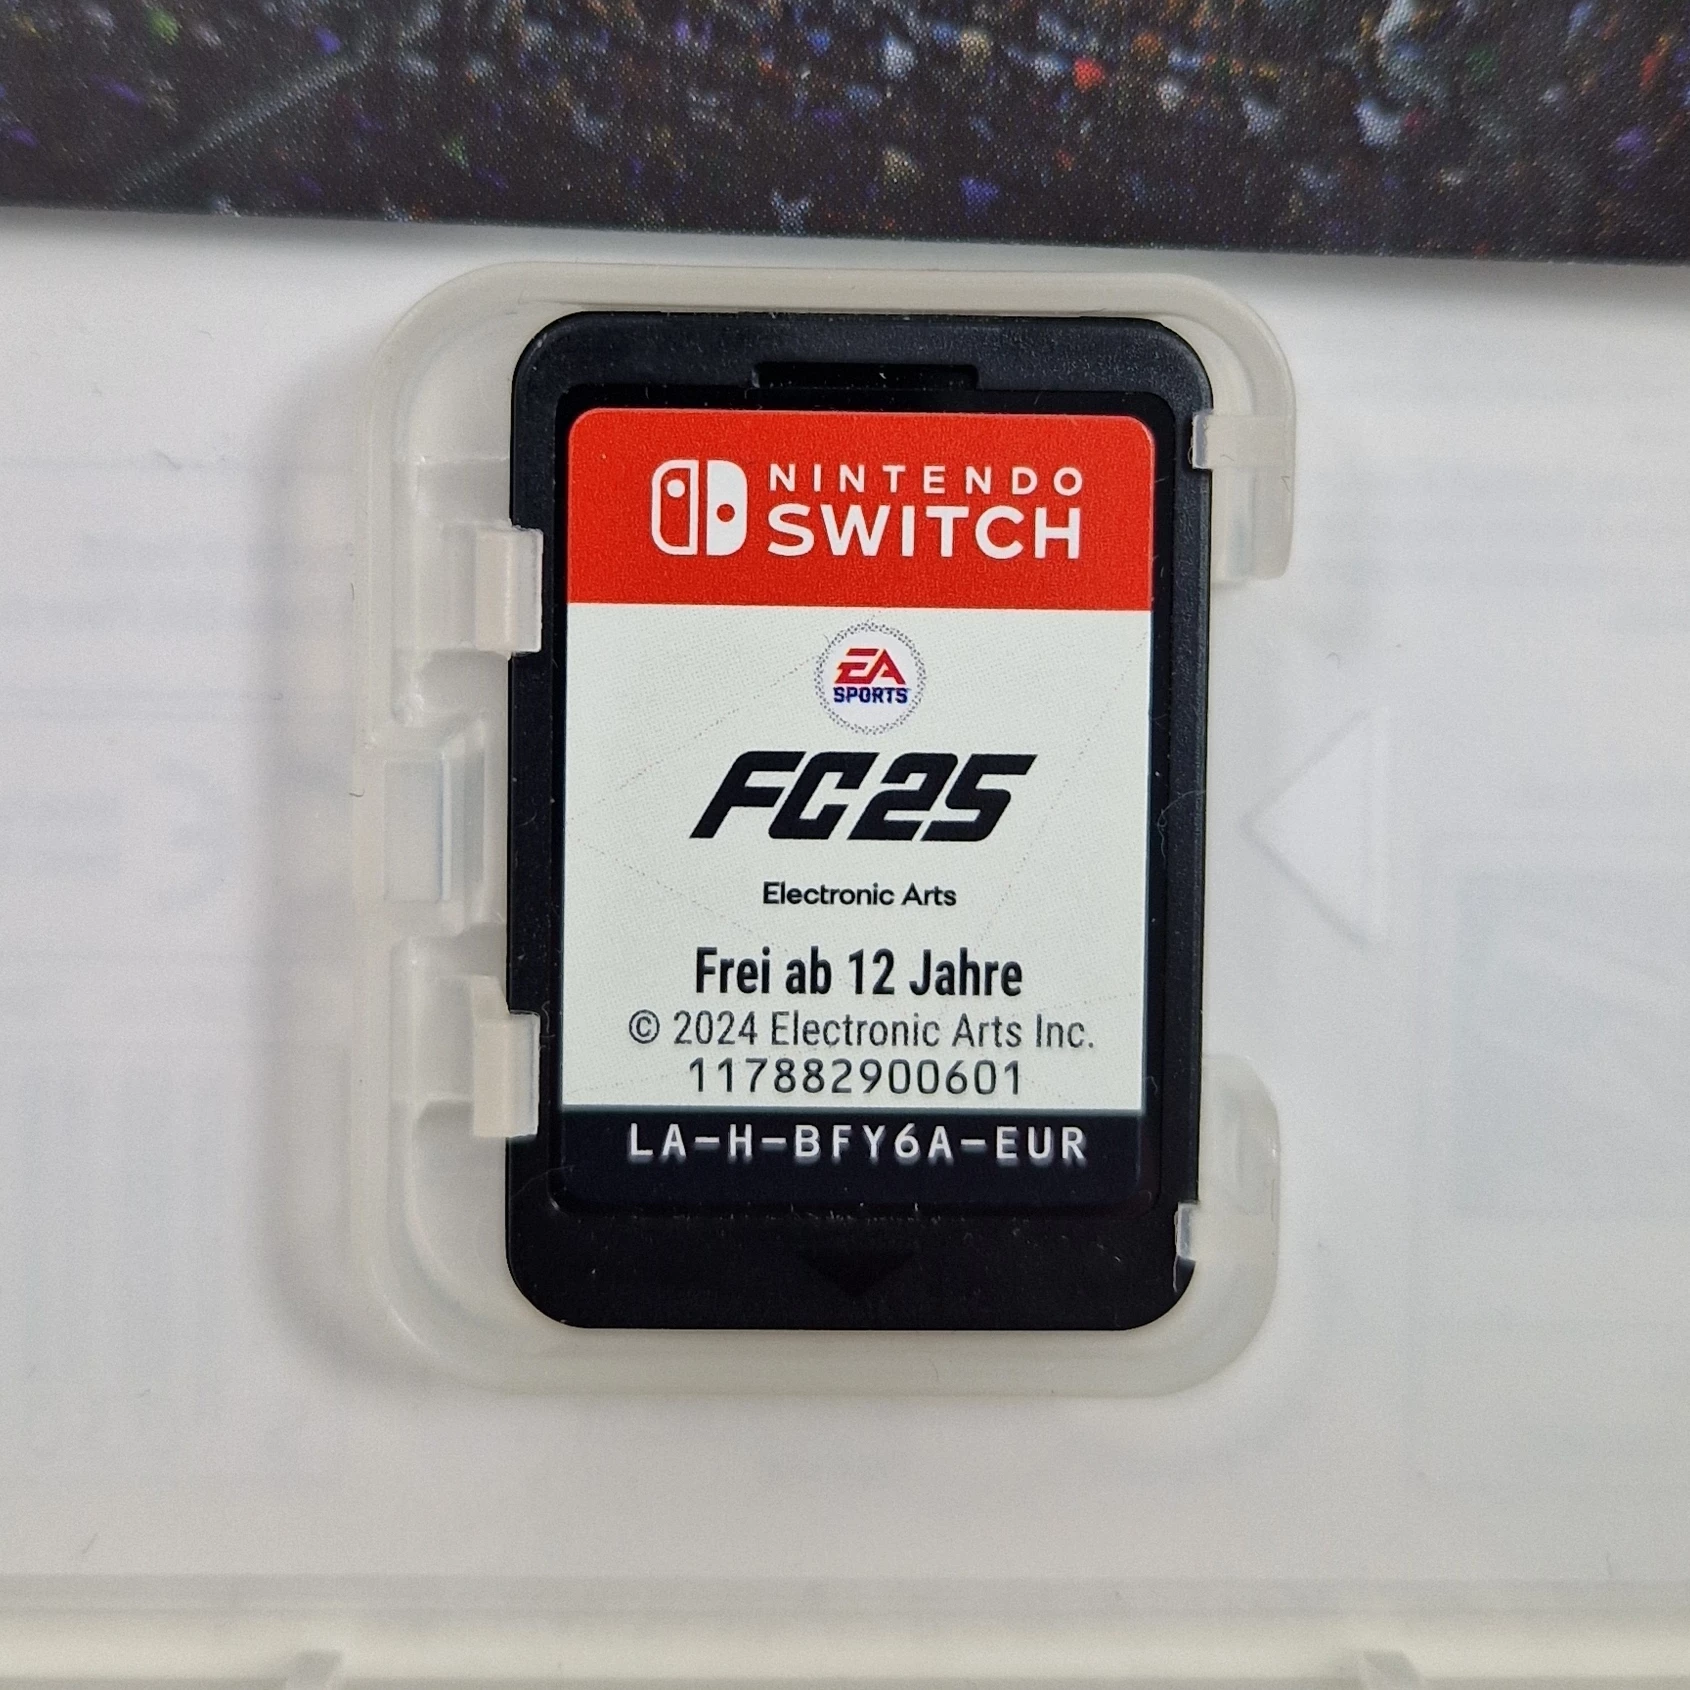 NINTENDO
SWITCH
EA
SPORTS
FC25
Electronic Arts
Frei ab 12 Jahre
© 2024 Electronic Arts Inc.
117882900601
LA-H-BFY6A-EUR